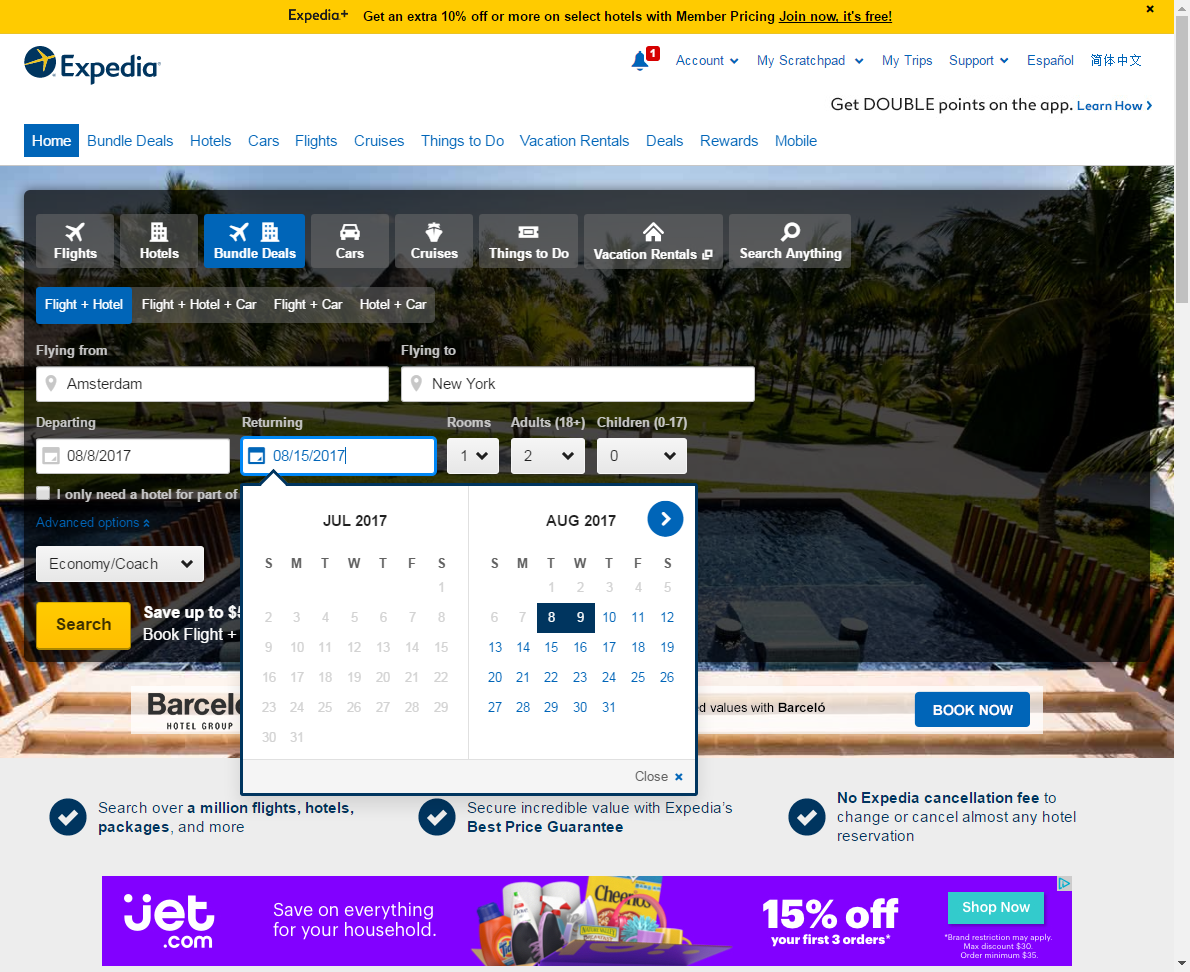 Expedia+ Get an extra 10% off or more on select hotels with Member Pricing Join now, it's free!
Expedia
1
Account My Scratchpad My Trips Support Español 简体中文
Get DOUBLE points on the app. Learn How
Home Bundle Deals Hotels Cars Flights Cruises Things to Do Vacation Rentals Deals Rewards Mobile
Flights Hotels Bundle Deals Cars Cruises Things to Do Vacation Rentals Search Anything
Flight + Hotel Flight + Hotel + Car Flight + Car Hotel + Car
Flying from Flying to
Amsterdam New York
Departing Returning Rooms Adults (18+) Children (0-17)
08/8/2017 08/15/2017 1 2 0
I only need a hotel for part of
Advanced options
Economy/Coach
Search
Save up to $
Book Flight +
JUL 2017 AUG 2017
S M T W T F S S M T W T F S
1 1 2 3 4 5
2 3 4 5 6 7 8 6 7 8 9 10 11 12
9 10 11 12 13 14 15 13 14 15 16 17 18 19
16 17 18 19 20 21 22 20 21 22 23 24 25 26
23 24 25 26 27 28 29 27 28 29 30 31
30 31
Close
Barcel
HOTEL GROUP
d values with Barceló
BOOK NOW
Search over a million flights, hotels,
packages, and more
Secure incredible value with Expedia's
Best Price Guarantee
No Expedia cancellation fee to
change or cancel almost any hotel
reservation
jet
.com
Save on everything
for your household.
Tide
Dove
Cheerios
15% off
your first 3 orders*
Shop Now
*Brand restriction may apply.
Max discount $30.
Order minimum $35.